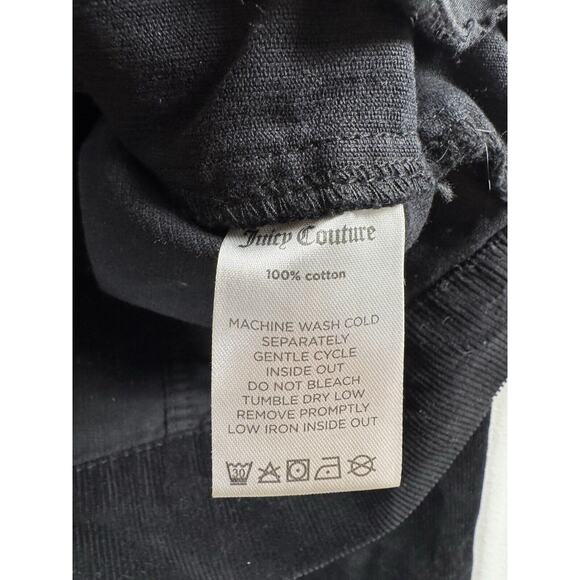 Juicy Couture
100% cotton
MACHINE WASH COLD
SEPARATELY
GENTLE CYCLE
INSIDE OUT
DO NOT BLEACH
TUMBLE DRY LOW
REMOVE PROMPTLY
LOW IRON INSIDE OUT
30